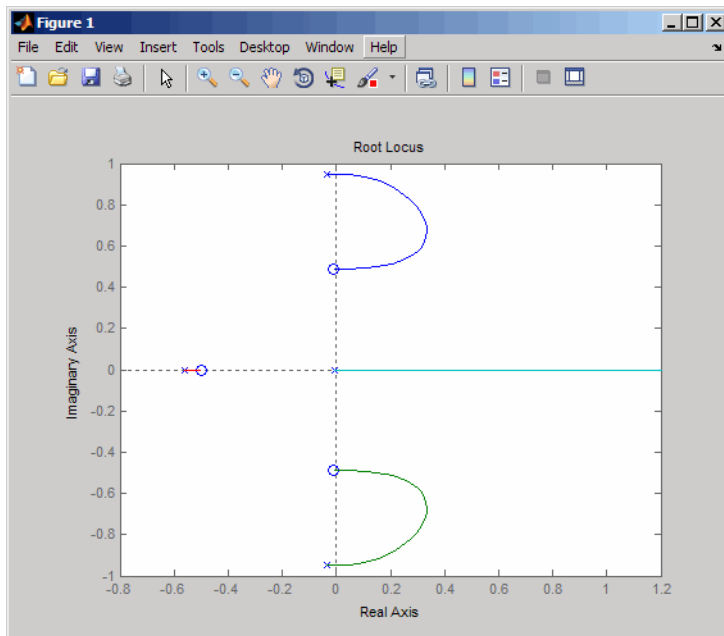 Figure 1
File Edit View Insert Tools Desktop Window Help
Root Locus
1
0.8
0.6
0.4
0.2
0
-0.2
-0.4
-0.6
-0.8
-1
Imaginary Axis
-0.8 -0.6 -0.4 -0.2 0 0.2 0.4 0.6 0.8 1 1.2
Real Axis